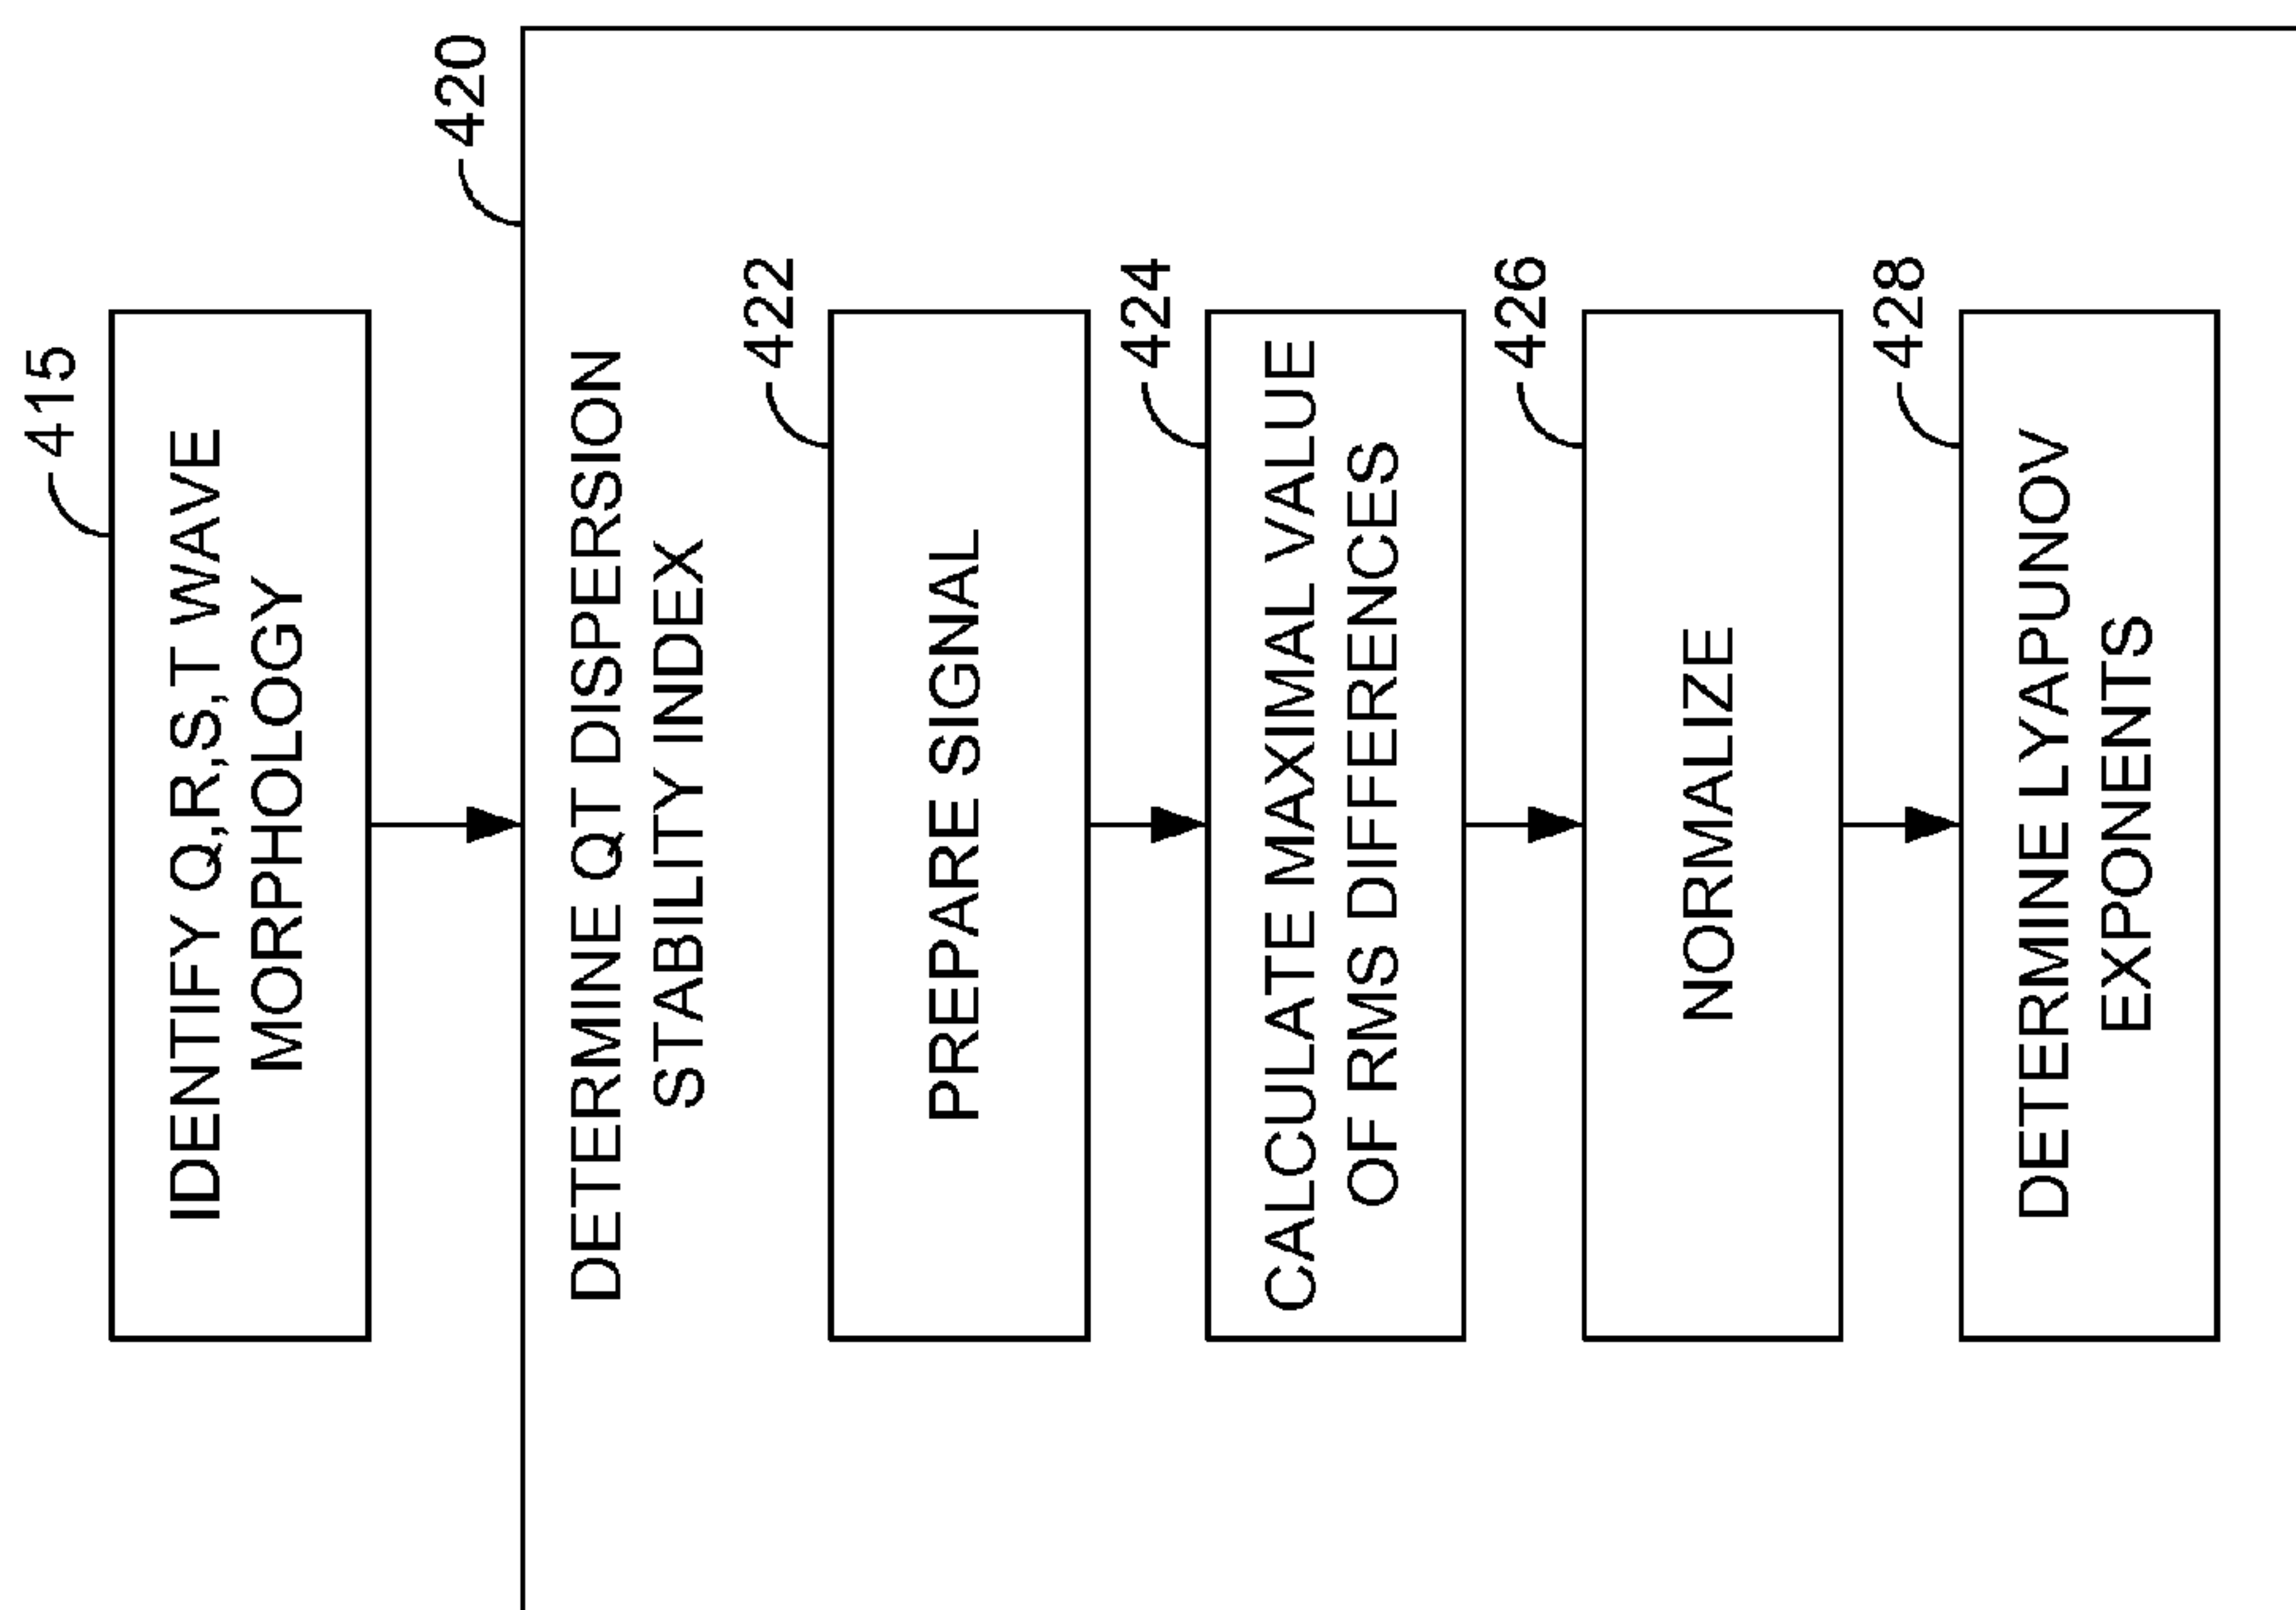 415
IDENTIFY Q,R,S,T WAVE
MORPHOLOGY
420
DETERMINE QT DISPERSION
STABILITY INDEX
422
PREPARE SIGNAL
424
CALCULATE MAXIMAL VALUE
OF RMS DIFFERENCES
426
NORMALIZE
428
DETERMINE LYAPUNOV
EXPONENTS